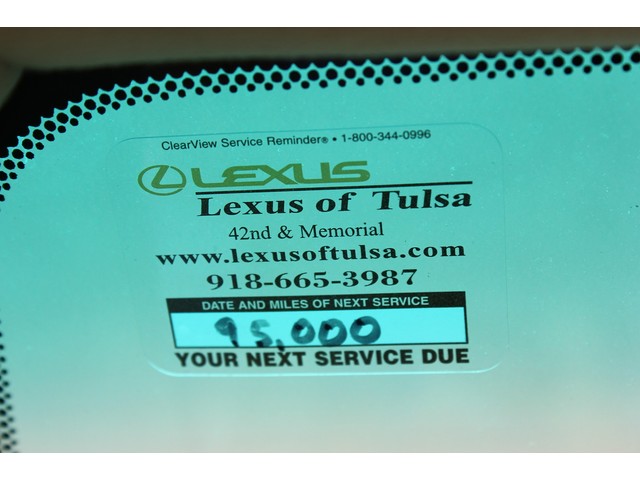 ClearView Service Reminder® • 1-800-344-0996
LEXUS
Lexus of Tulsa
42nd & Memorial
www.lexusoftulsa.com
918-665-3987
DATE AND MILES OF NEXT SERVICE
95,000
YOUR NEXT SERVICE DUE